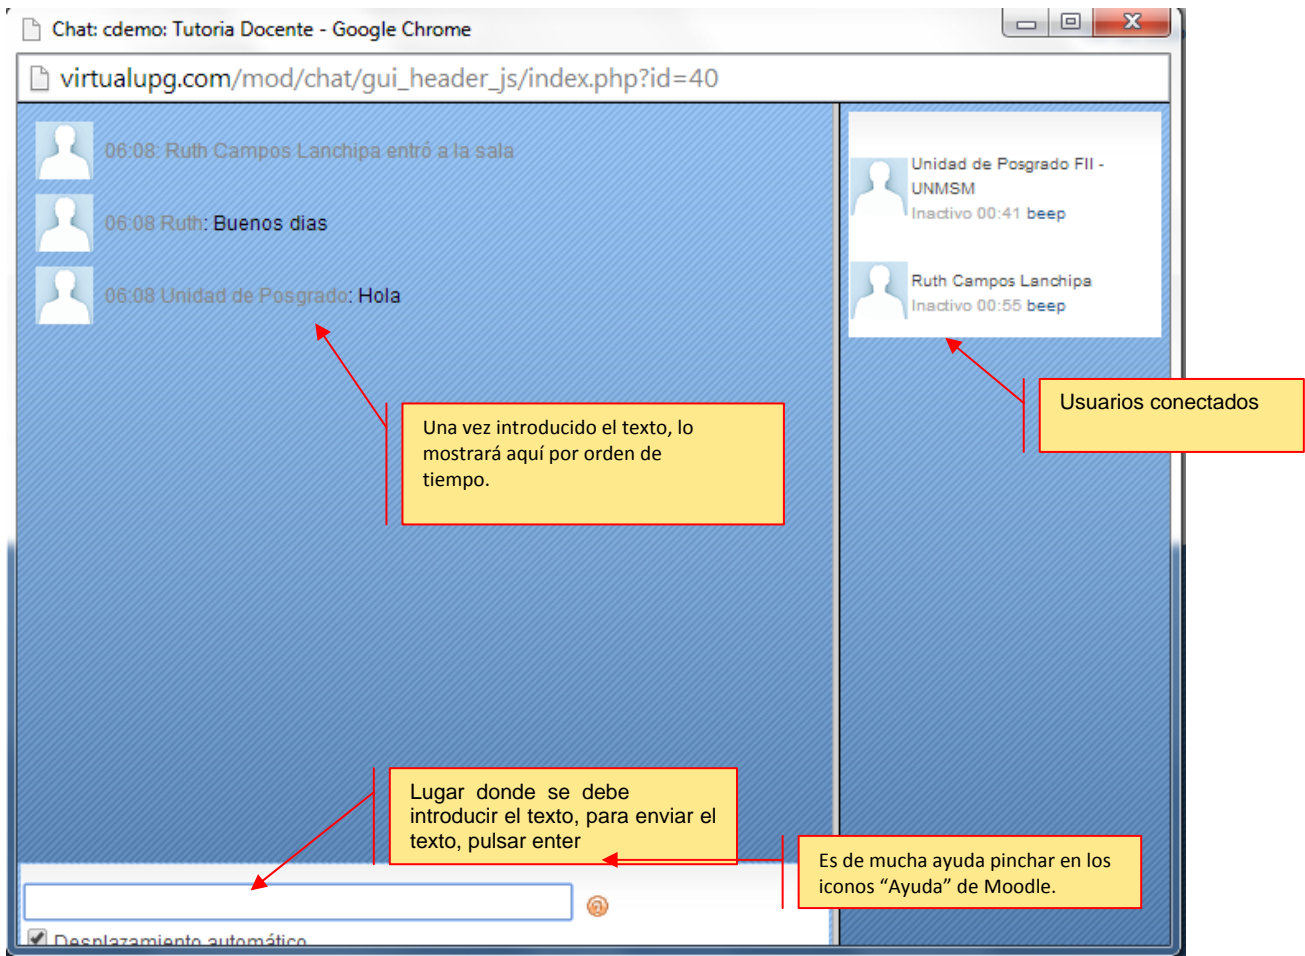 Chat: cdemo: Tutoria Docente - Google Chrome
virtualupg.com/mod/chat/gui_header_js/index.php?id=40
06:08: Ruth Campos Lanchipa entró a la sala
06:08 Ruth: Buenos dias
06:08 Unidad de Posgrado: Hola
Unidad de Posgrado FII -
UNMSM
Inactivo 00:41 beep
Ruth Campos Lanchipa
Inactivo 00:55 beep
Usuarios conectados
Una vez introducido el texto, lo
mostrará aquí por orden de
tiempo.
Lugar donde se debe
introducir el texto, para enviar el
texto, pulsar enter
Es de mucha ayuda pinchar en los
iconos “Ayuda” de Moodle.
Desplazamiento automático